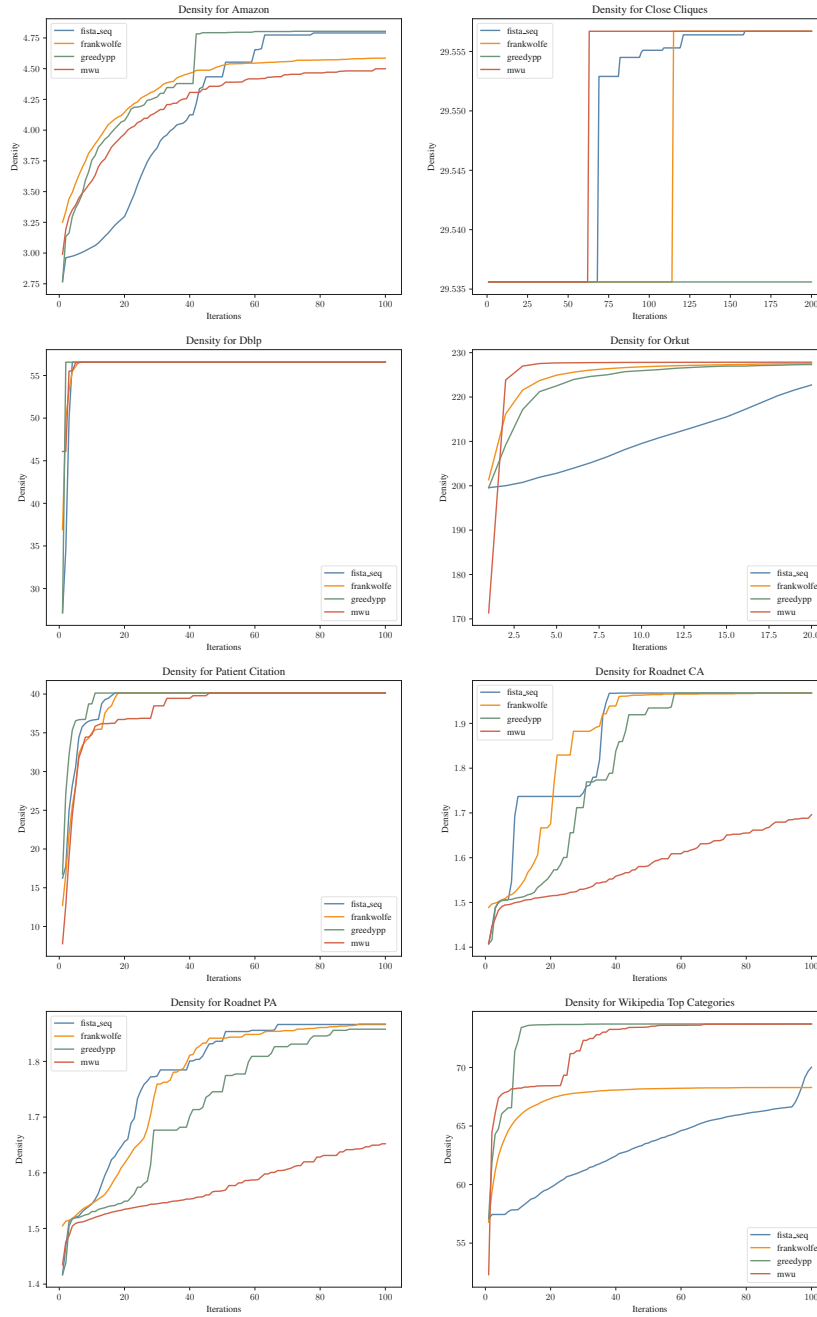 Density for Amazon
4.75
4.50
4.25
4.00
3.75
3.50
3.25
3.00
2.75
Density
fista_seq
frankwolfe
greedypp
mwu
0
20
40
60
80
100
Iterations
Density for Close Cliques
29.555
29.550
29.545
29.540
29.535
Density
fista_seq
frankwolfe
greedypp
mwu
0
25
50
75
100
125
150
175
200
Iterations
Density for Dblp
55
50
45
40
35
30
Density
fista_seq
frankwolfe
greedypp
mwu
0
20
40
60
80
100
Iterations
Density for Orkut
230
220
210
200
190
180
170
Density
fista_seq
frankwolfe
greedypp
mwu
2.5
5.0
7.5
10.0
12.5
15.0
17.5
20.0
Iterations
Density for Patient Citation
40
35
30
25
20
15
10
Density
fista_seq
frankwolfe
greedypp
mwu
0
20
40
60
80
100
Iterations
Density for Roadnet CA
1.9
1.8
1.7
1.6
1.5
1.4
Density
fista_seq
frankwolfe
greedypp
mwu
0
20
40
60
80
100
Iterations
Density for Roadnet PA
1.8
1.7
1.6
1.5
1.4
Density
fista_seq
frankwolfe
greedypp
mwu
0
20
40
60
80
100
Iterations
Density for Wikipedia Top Categories
70
65
60
55
Density
fista_seq
frankwolfe
greedypp
mwu
0
20
40
60
80
100
Iterations